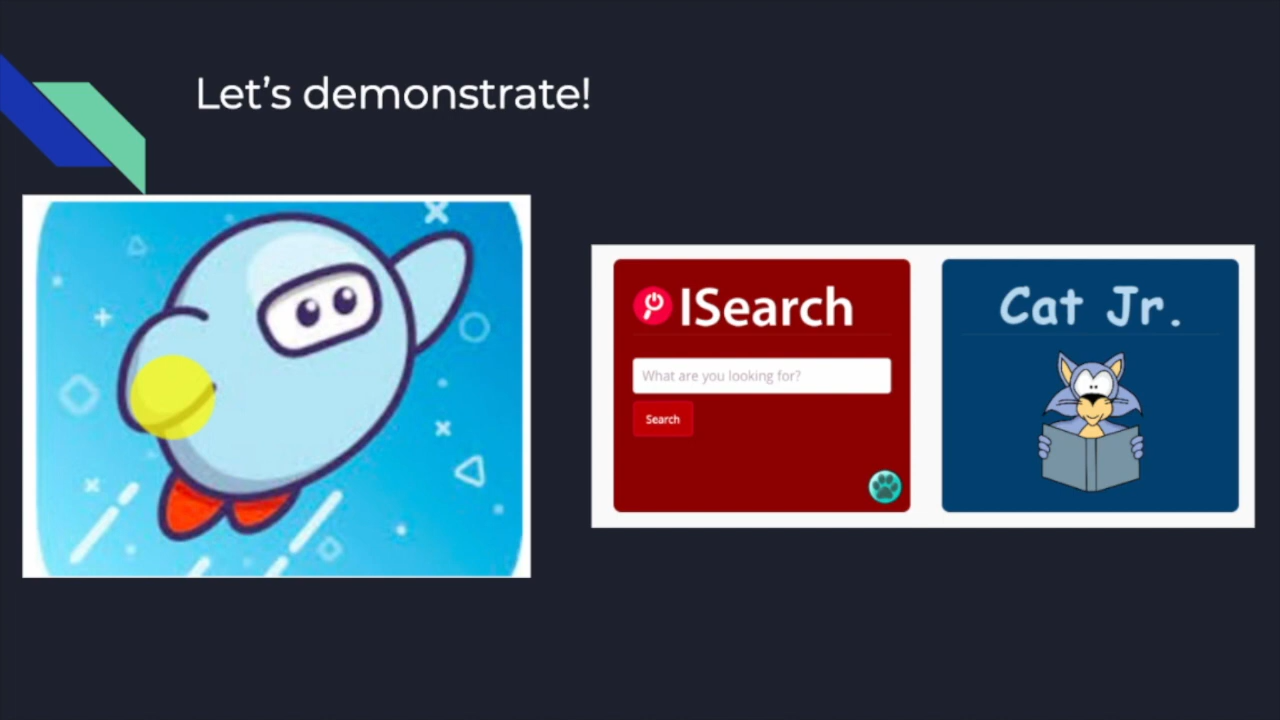 Let's demonstrate!
ISearch
What are you looking for?
Search
Cat Jr.